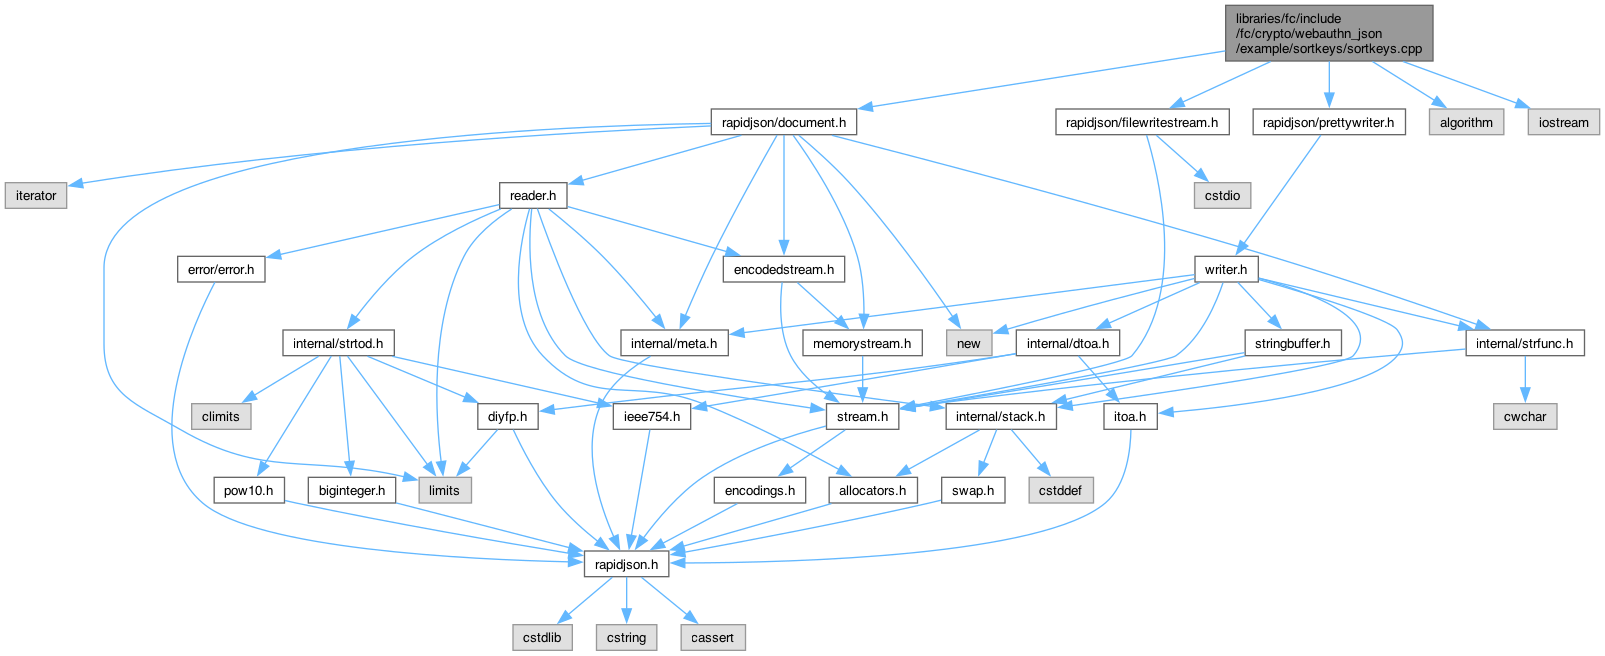 libraries/fc/include
/fc/crypto/webauthn_json
/example/sortkeys/sortkeys.cpp
rapidjson/document.h
rapidjson/filewritestream.h
rapidjson/prettywriter.h
algorithm
iostream
iterator
reader.h
cstdio
error/error.h
encodedstream.h
writer.h
internal/strtod.h
internal/meta.h
memorystream.h
new
internal/dtoa.h
stringbuffer.h
internal/strfunc.h
climits
diyfp.h
ieee754.h
stream.h
internal/stack.h
itoa.h
cwchar
pow10.h
biginteger.h
limits
encodings.h
allocators.h
swap.h
cstddef
rapidjson.h
cstdlib
cstring
cassert